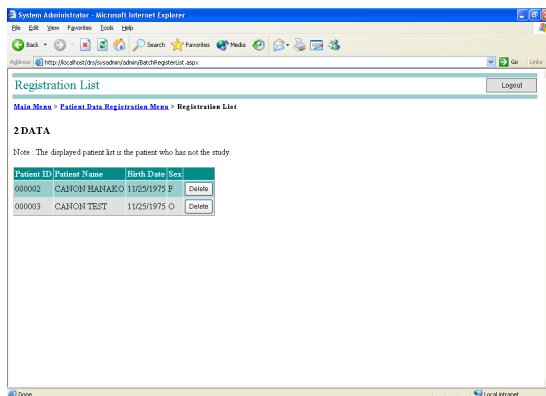 System Administrator - Microsoft Internet Explorer
File Edit View Favorites Tools Help
Back Search Favorites Media
Address http://localhost/drs/sysadmin/admin/BatchRegisterList.aspx Go Links
Registration List Logout
Main Menu > Patient Data Registration Menu > Registration List
2 DATA
Note : The displayed patient list is the patient who has not the study.
Patient ID Patient Name Birth Date Sex
000002 CANON HANAKO 11/25/1975 F Delete
000003 CANON TEST 11/25/1975 O Delete
Done Local intranet